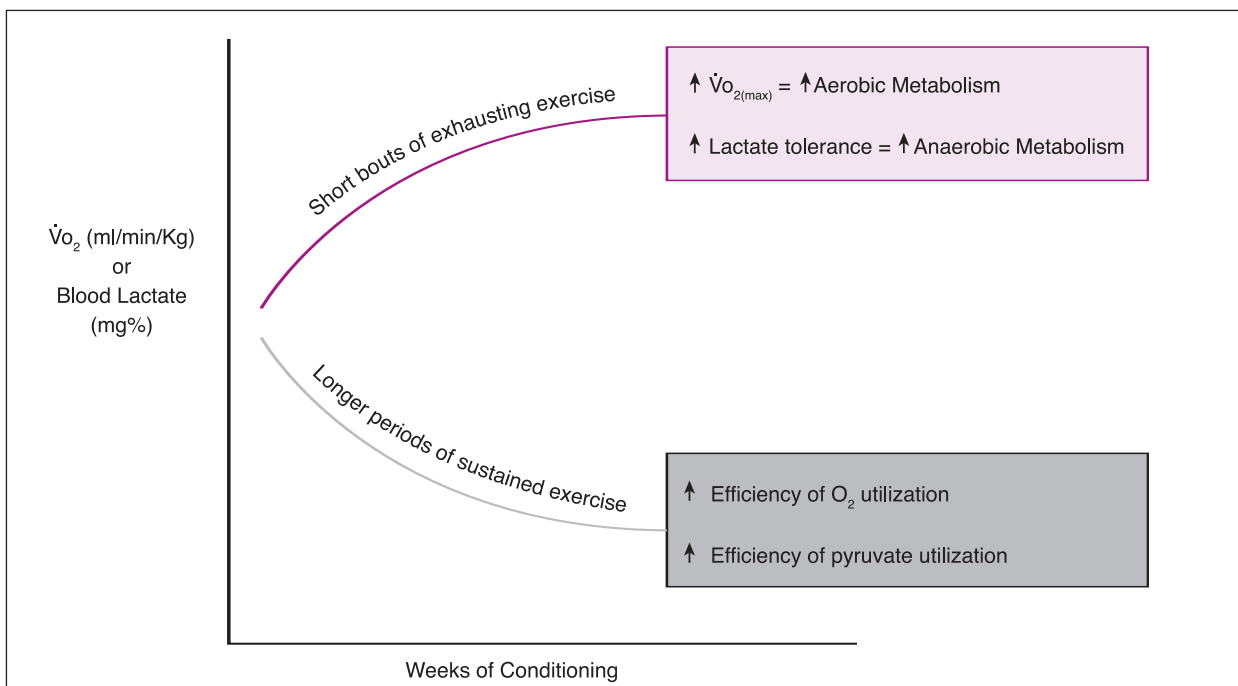 ↑ V̇o₂(max) = ↑ Aerobic Metabolism
↑ Lactate tolerance = ↑ Anaerobic Metabolism
Short bouts of exhausting exercise
V̇o₂ (ml/min/Kg)
or
Blood Lactate
(mg%)
Longer periods of sustained exercise
↑ Efficiency of O₂ utilization
↑ Efficiency of pyruvate utilization
Weeks of Conditioning